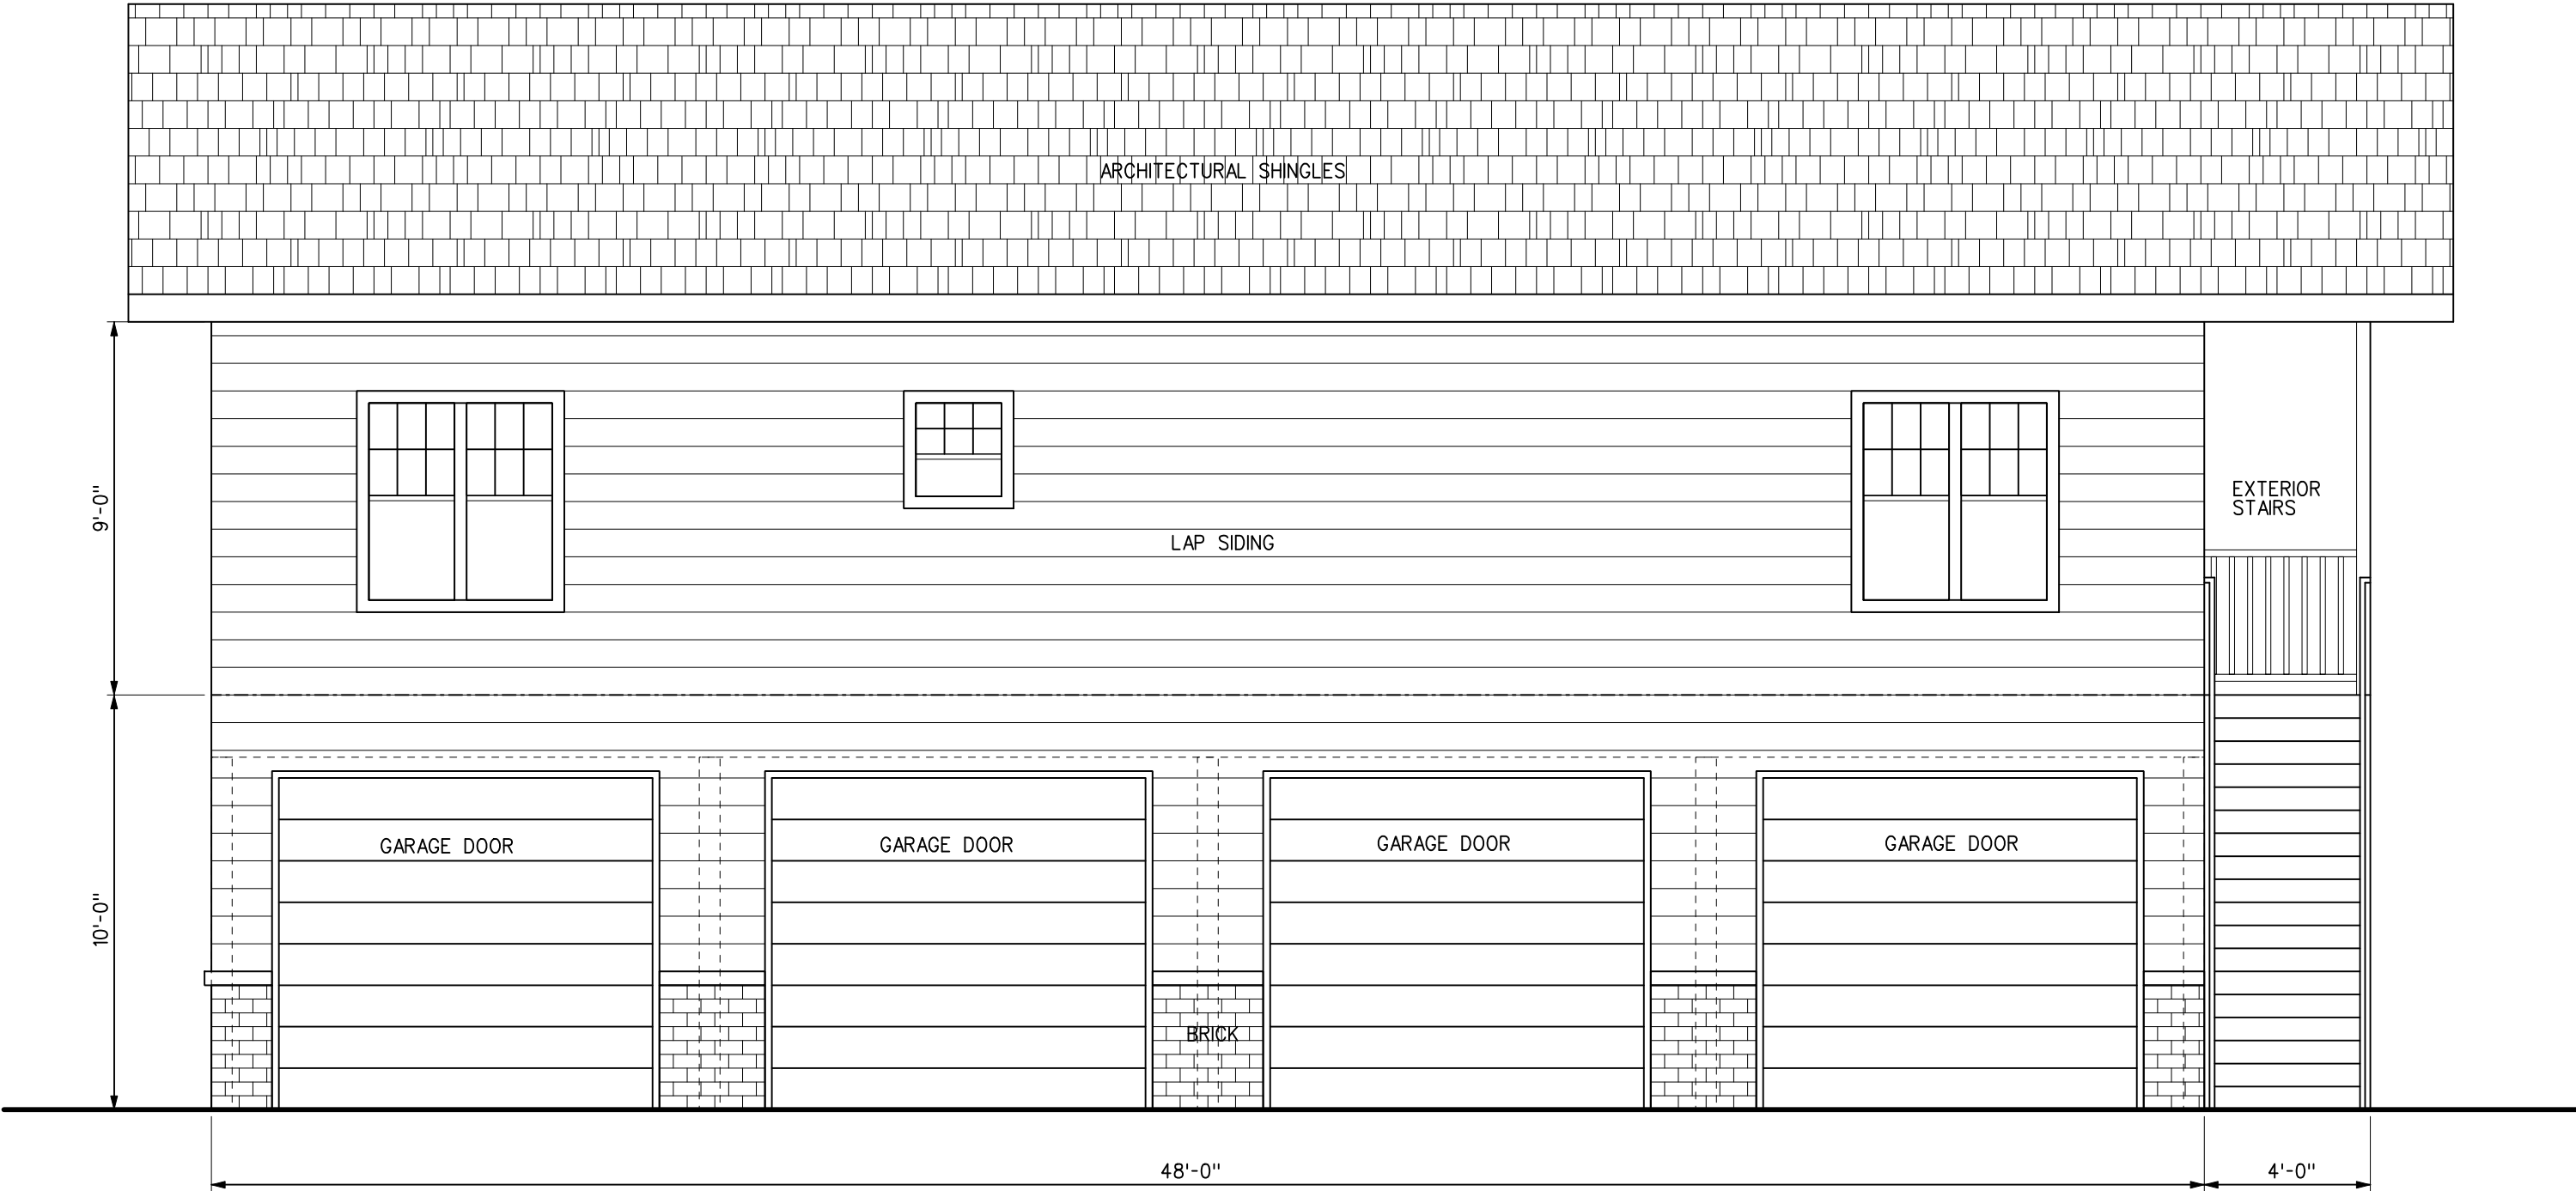 ARCHITECTURAL SHINGLES
9'-0"
EXTERIOR
STAIRS
LAP SIDING
10'-0"
GARAGE DOOR
GARAGE DOOR
GARAGE DOOR
GARAGE DOOR
BRICK
48'-0"
4'-0"